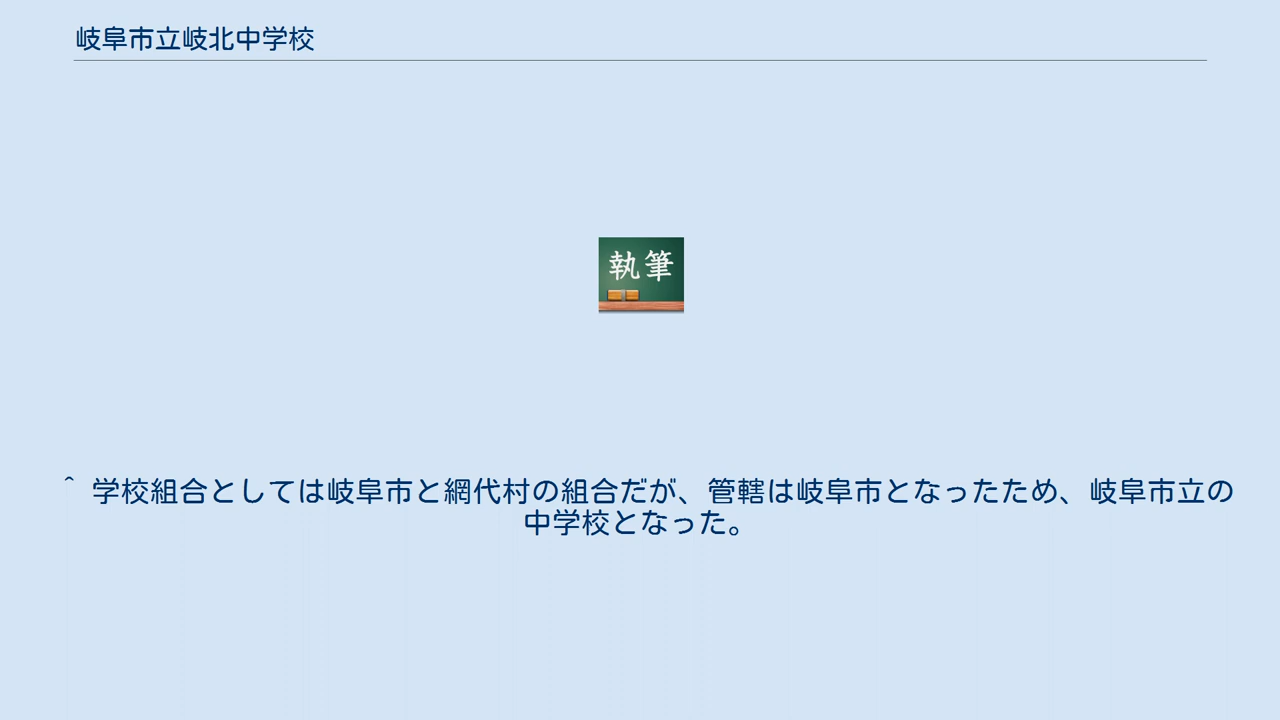 岐阜市立岐北中学校
執筆
^ 学校組合としては岐阜市と網代村の組合だが、管轄は岐阜市となったため、岐阜市立の
中学校となった。